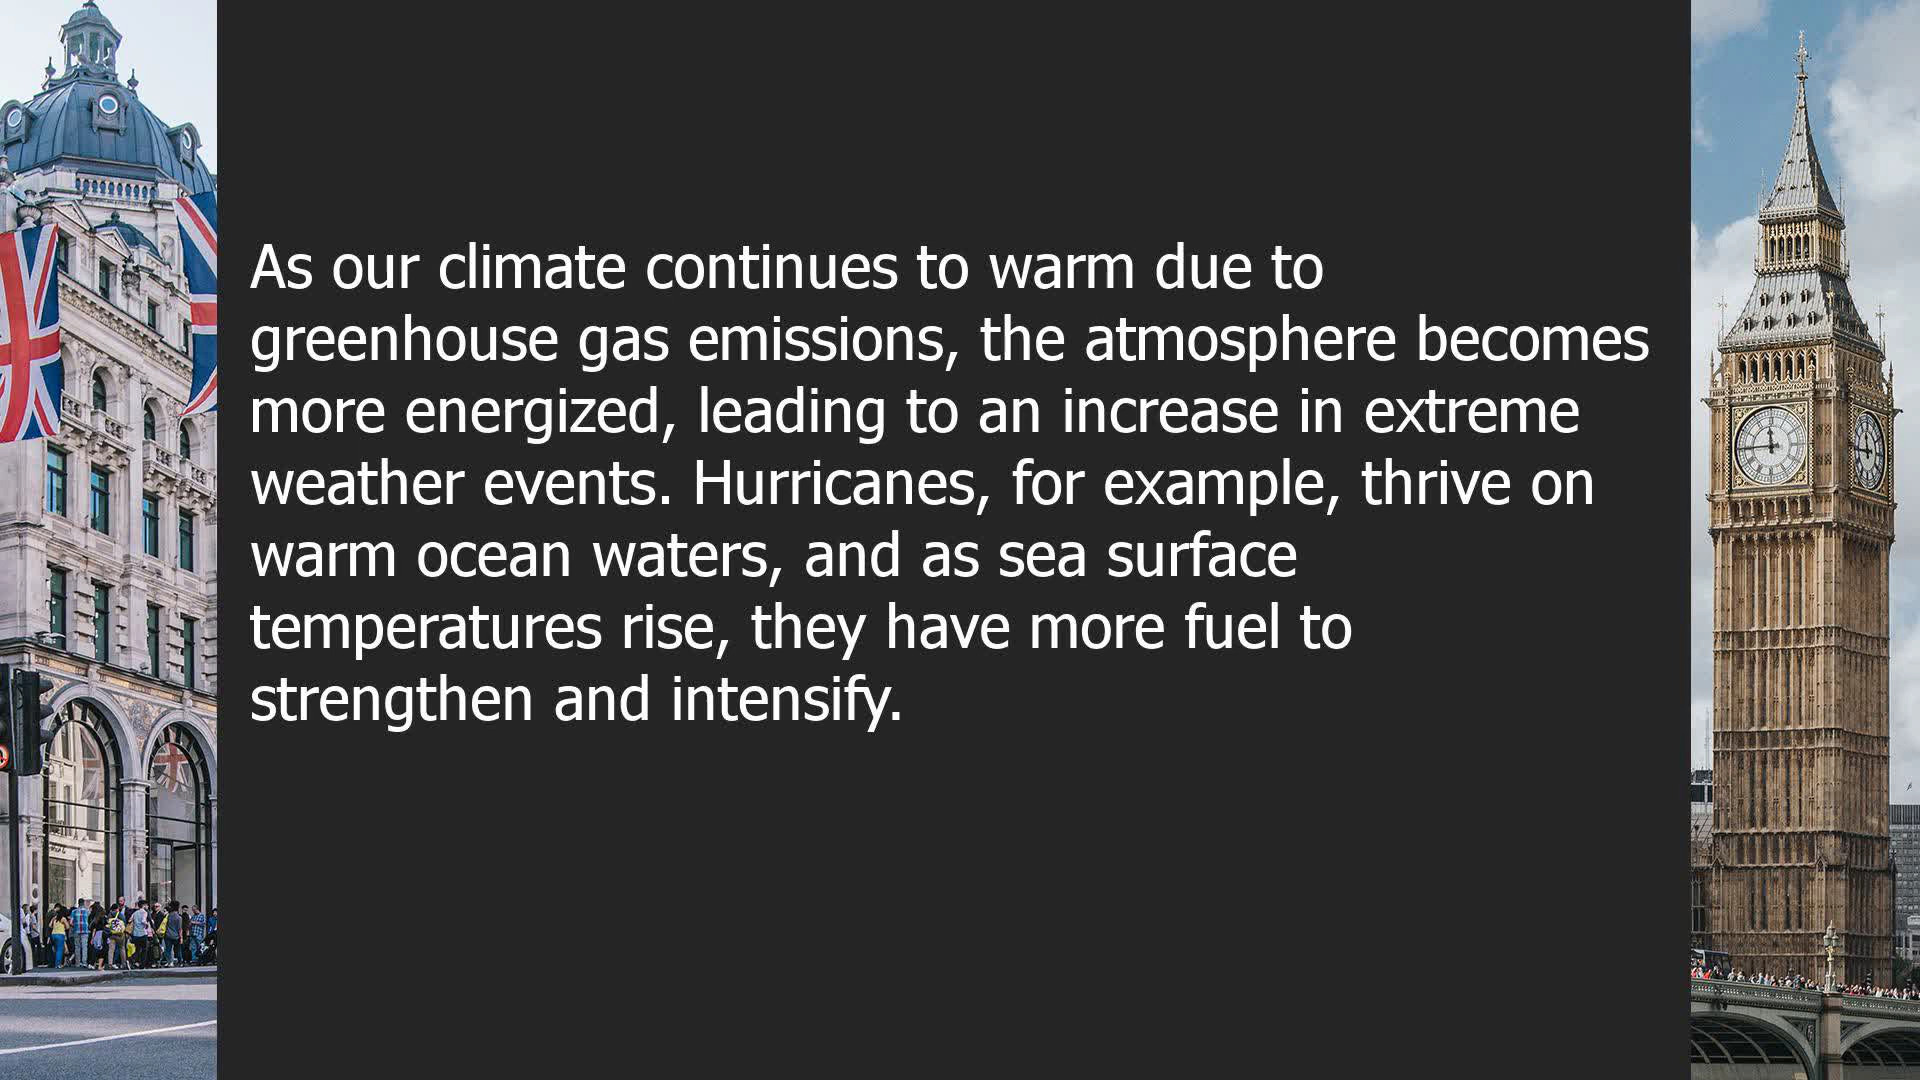 As our climate continues to warm due to
greenhouse gas emissions, the atmosphere becomes
more energized, leading to an increase in extreme
weather events. Hurricanes, for example, thrive on
warm ocean waters, and as sea surface
temperatures rise, they have more fuel to
strengthen and intensify.